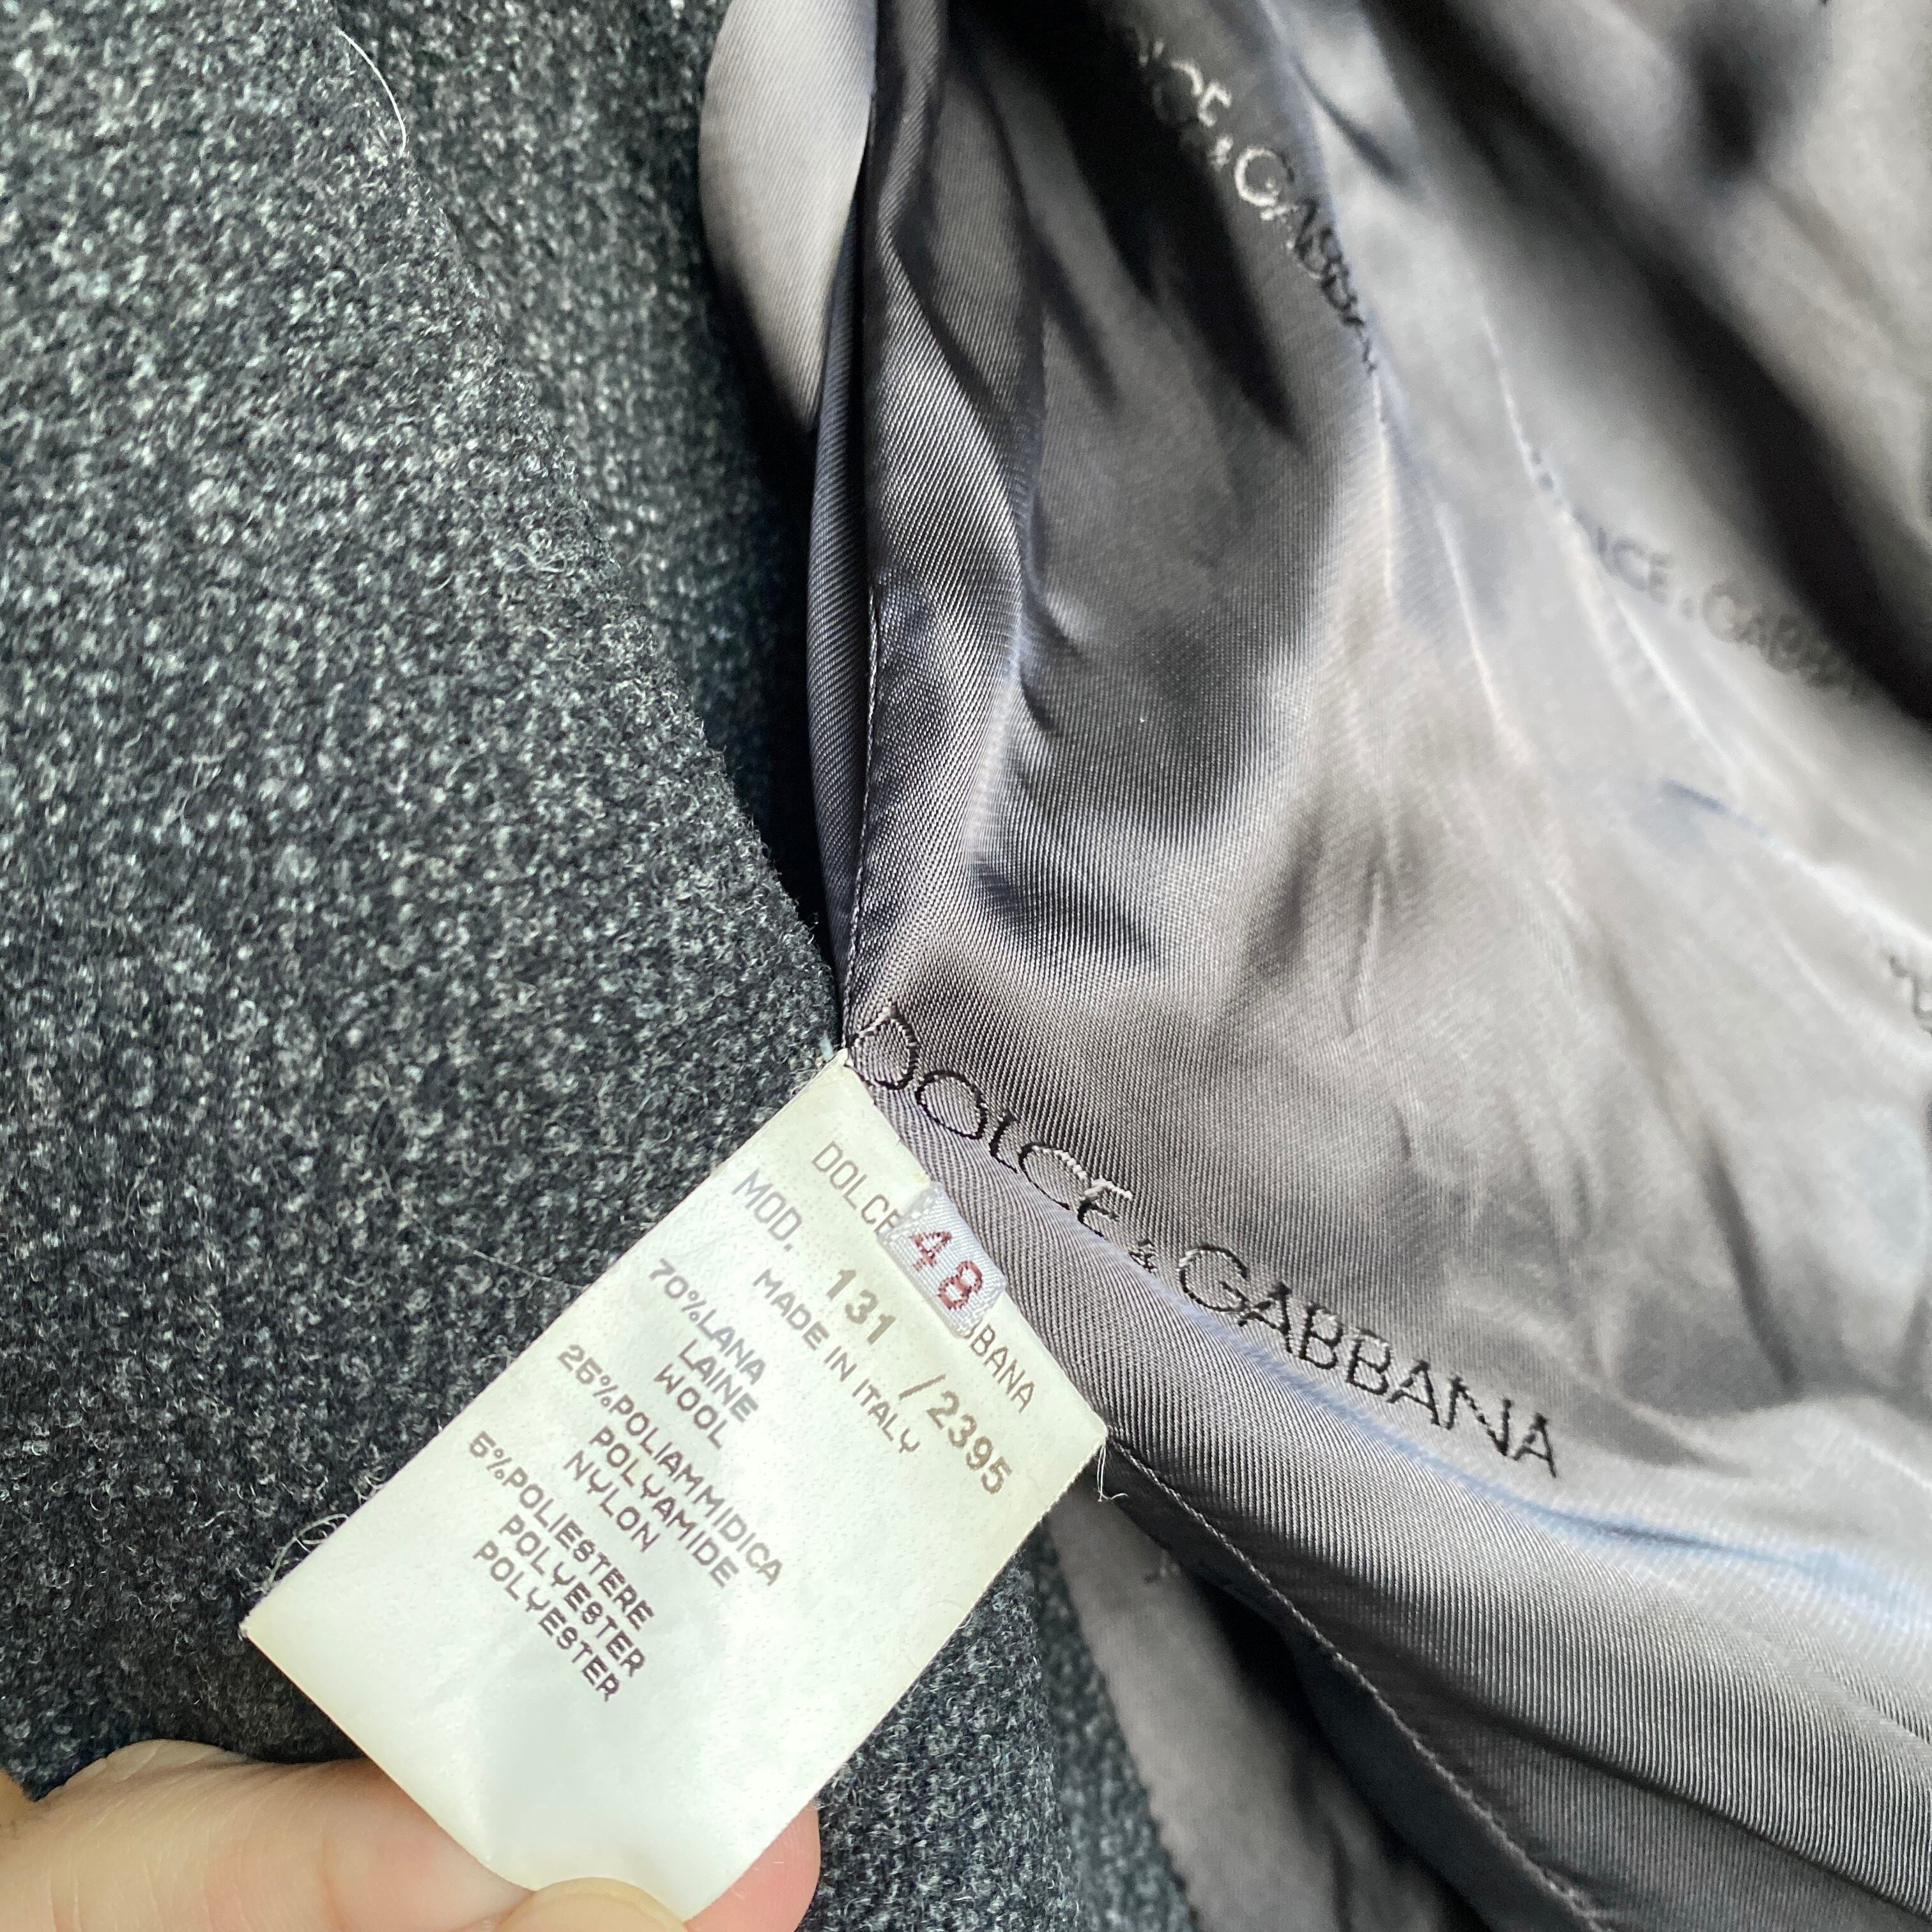 DOLCE & GABBANA
DOLCE BBANA
48
MOD. 131 /2395
MADE IN ITALY
70%LANA
LAINE
WOOL
25%POLIAMMIDICA
POLYAMIDE
NYLON
5%POLIESTERE
POLYESTER
POLYESTER